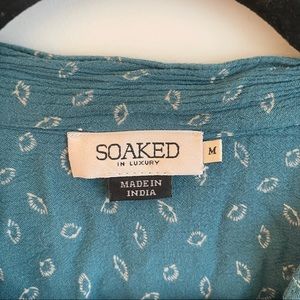 SOAKED
IN LUXURY
M
MADE IN
INDIA